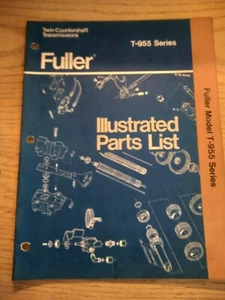 Twin Countershaft
Transmissions
T-955 Series
Fuller®
Illustrated
Parts List
Fuller Model T-955 Series